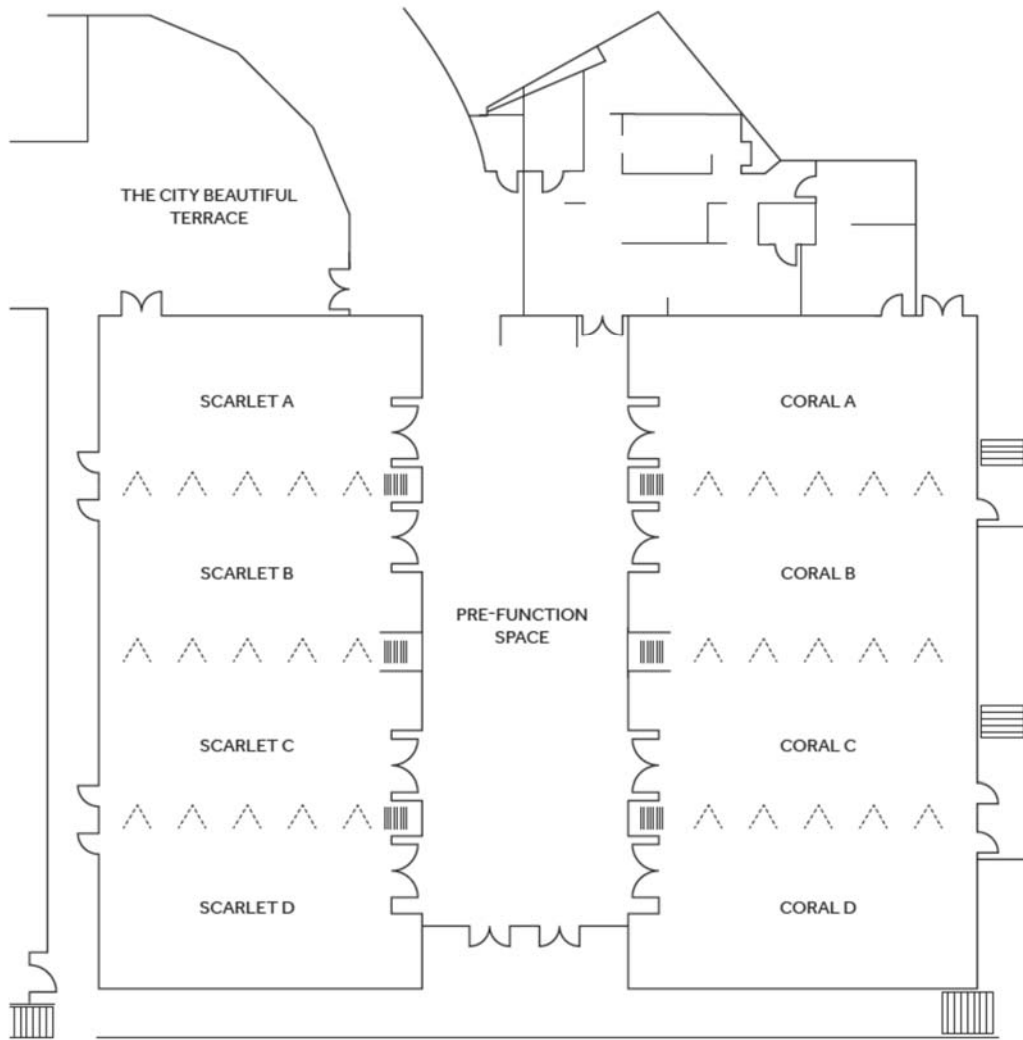 THE CITY BEAUTIFUL
TERRACE
SCARLET A
CORAL A
SCARLET B
CORAL B
PRE-FUNCTION
SPACE
SCARLET C
CORAL C
SCARLET D
CORAL D